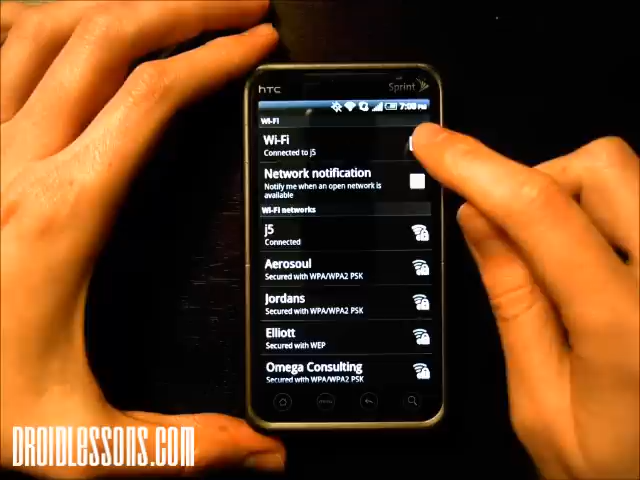 hTC
Sprint
7:08 PM
Wi-Fi
Wi-Fi
Connected to j5
Network notification
Notify me when an open network is
available
Wi-Fi networks
j5
Connected
Aerosoul
Secured with WPA/WPA2 PSK
Jordans
Secured with WPA/WPA2 PSK
Elliott
Secured with WEP
Omega Consulting
Secured with WPA/WPA2 PSK
MENU
DROIDLESSONS.COM